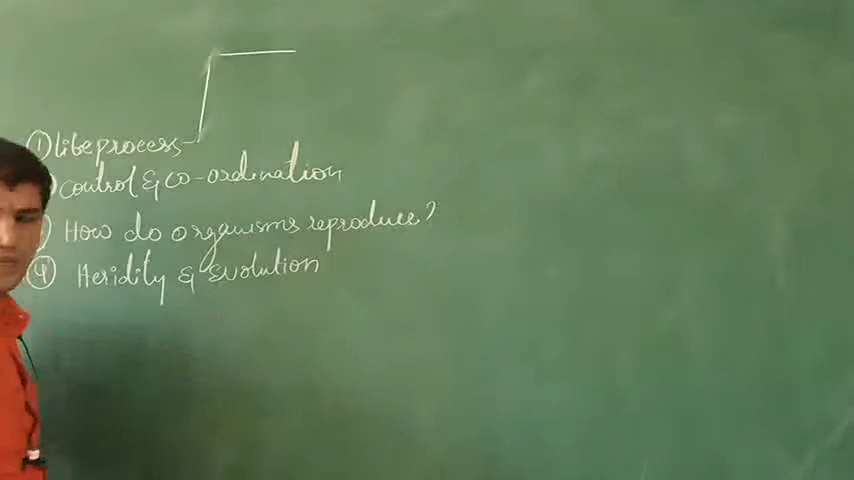 ① Life process
control & co-ordination
How do organisms reproduce?
④ Heridity & Evolution